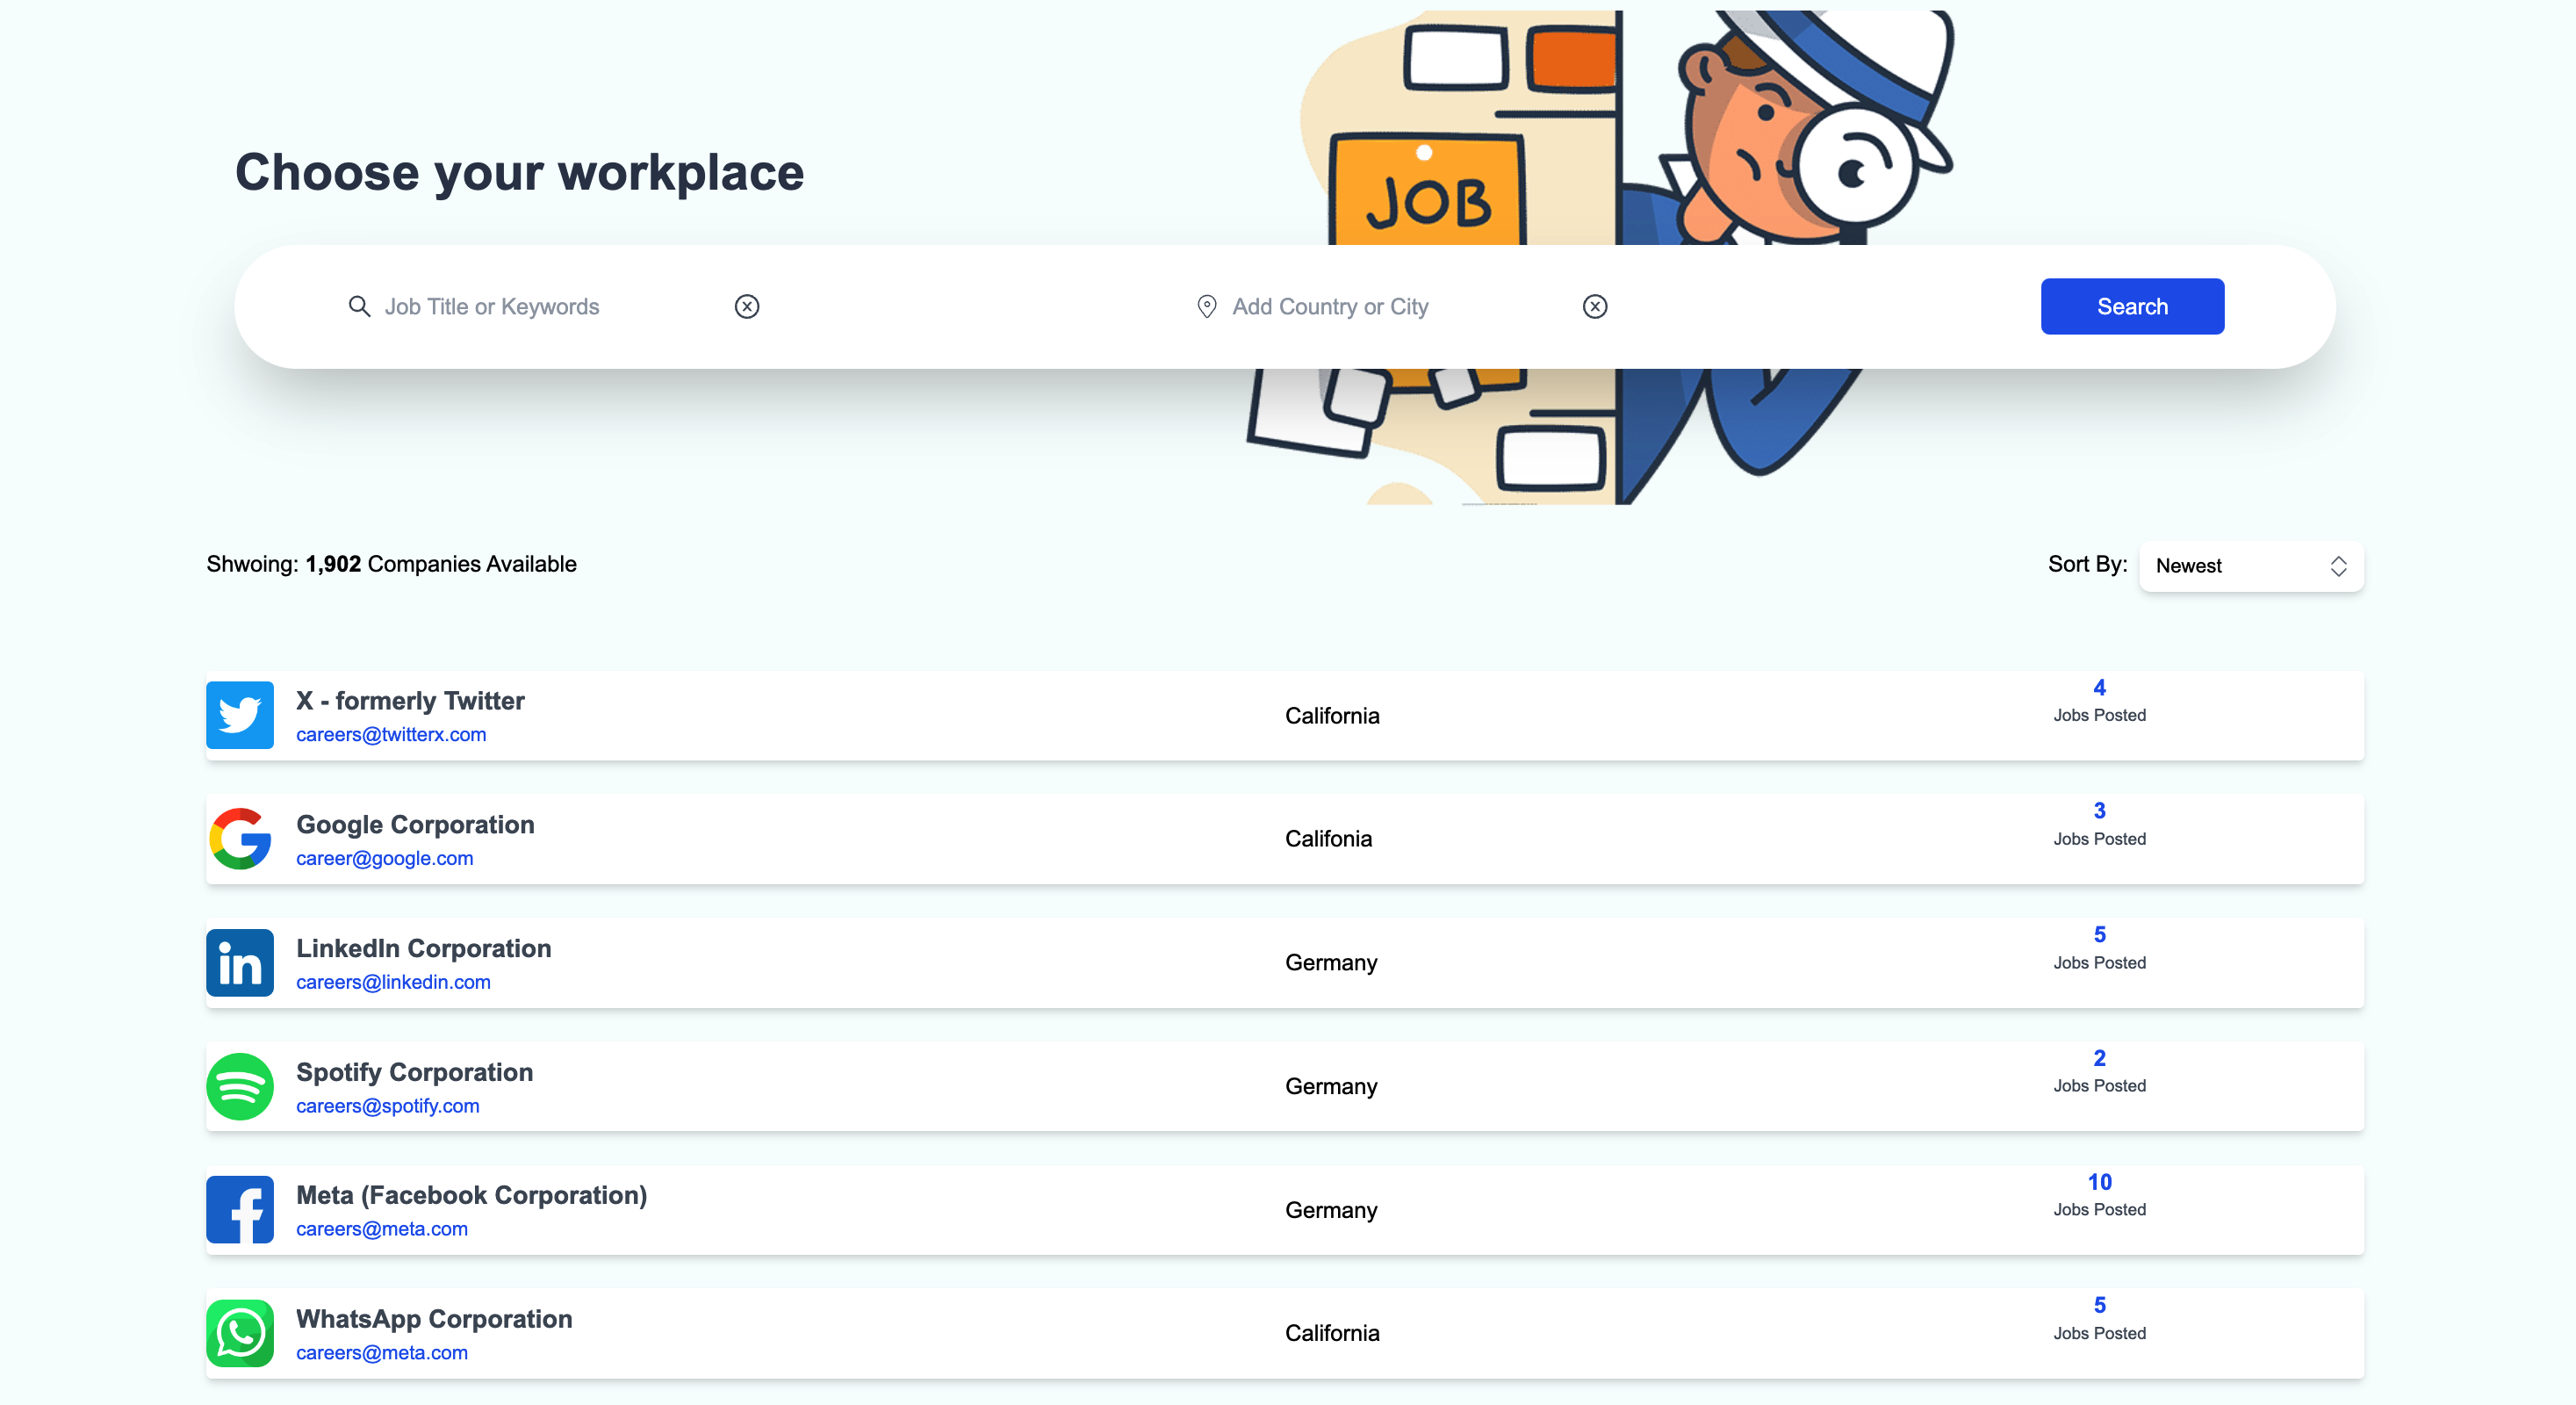 JOB
Choose your workplace
Job Title or Keywords
Add Country or City
Search
Shwoing: 1,902 Companies Available
Sort By: Newest
X - formerly Twitter
careers@twitterx.com
California
4
Jobs Posted
Google Corporation
career@google.com
Califonia
3
Jobs Posted
in
LinkedIn Corporation
careers@linkedin.com
Germany
5
Jobs Posted
Spotify Corporation
careers@spotify.com
Germany
2
Jobs Posted
Meta (Facebook Corporation)
careers@meta.com
Germany
10
Jobs Posted
WhatsApp Corporation
careers@meta.com
California
5
Jobs Posted